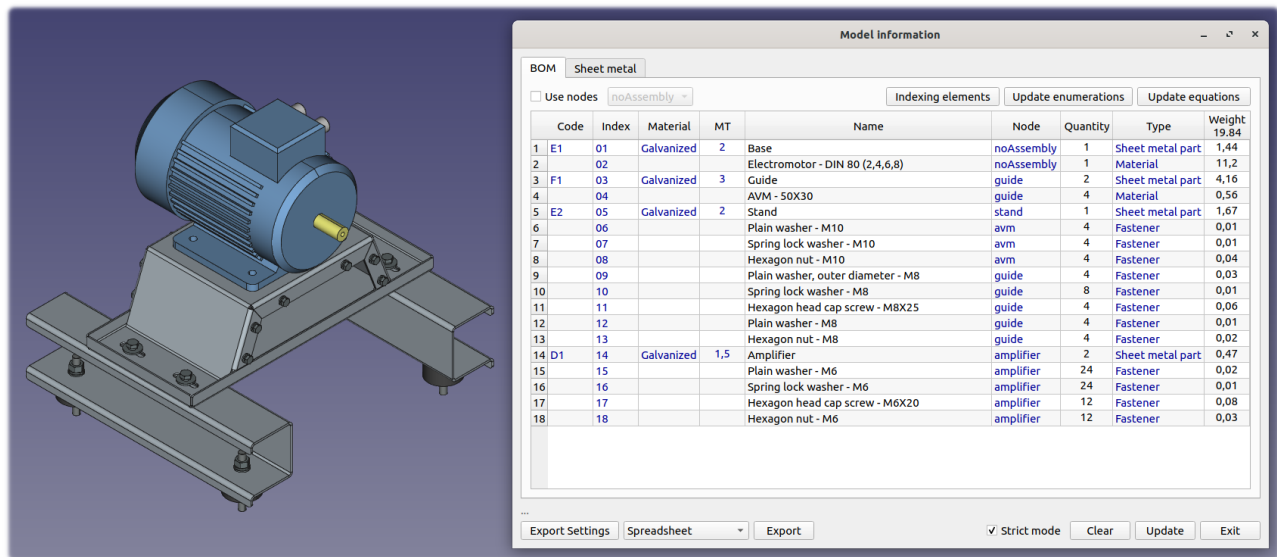 Model information
BOM Sheet metal
Use nodes noAssembly Indexing elements Update enumerations Update equations
Code Index Material MT Name Node Quantity Type Weight 19.84
1 E1 01 Galvanized 2 Base noAssembly 1 Sheet metal part 1,44
2 02 Electromotor - DIN 80 (2,4,6,8) noAssembly 1 Material 11,2
3 F1 03 Galvanized 3 Guide guide 2 Sheet metal part 4,16
4 04 AVM - 50X30 guide 4 Material 0,56
5 E2 05 Galvanized 2 Stand stand 1 Sheet metal part 1,67
6 06 Plain washer - M10 avm 4 Fastener 0,01
7 07 Spring lock washer - M10 avm 4 Fastener 0,01
8 08 Hexagon nut - M10 avm 4 Fastener 0,04
9 09 Plain washer, outer diameter - M8 guide 4 Fastener 0,03
10 10 Spring lock washer - M8 guide 8 Fastener 0,01
11 11 Hexagon head cap screw - M8X25 guide 4 Fastener 0,06
12 12 Plain washer - M8 guide 4 Fastener 0,01
13 13 Hexagon nut - M8 guide 4 Fastener 0,02
14 D1 14 Galvanized 1,5 Amplifier amplifier 2 Sheet metal part 0,47
15 15 Plain washer - M6 amplifier 24 Fastener 0,02
16 16 Spring lock washer - M6 amplifier 24 Fastener 0,01
17 17 Hexagon head cap screw - M6X20 amplifier 12 Fastener 0,08
18 18 Hexagon nut - M6 amplifier 12 Fastener 0,03
...
Export Settings Spreadsheet Export Strict mode Clear Update Exit